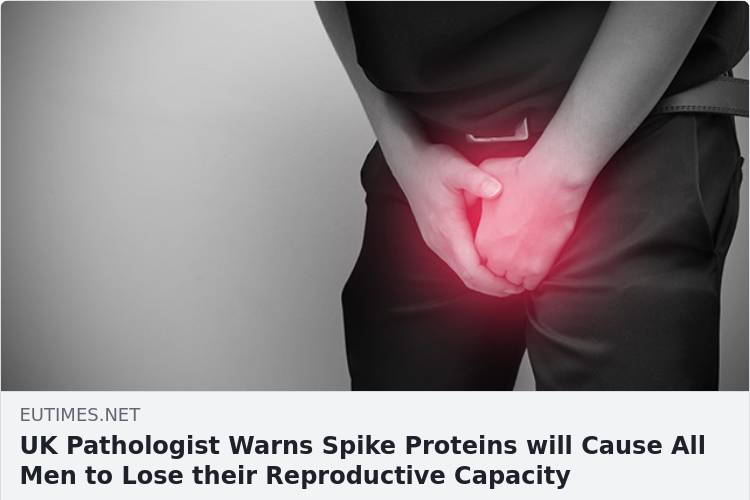 EUTIMES.NET
UK Pathologist Warns Spike Proteins will Cause All
Men to Lose their Reproductive Capacity